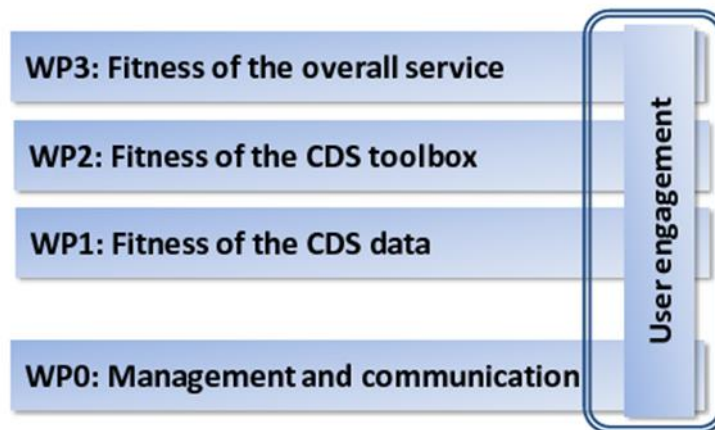 WP3: Fitness of the overall service
WP2: Fitness of the CDS toolbox
WP1: Fitness of the CDS data
WP0: Management and communication
User engagement